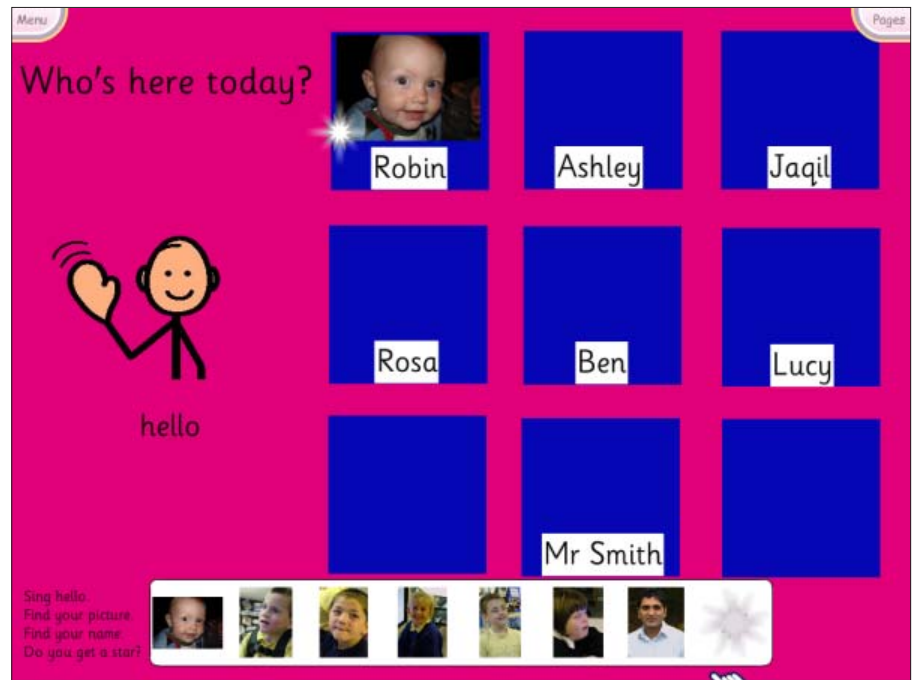 Menu
Pages
Who's here today?
Robin
Ashley
Jaqil
Rosa
Ben
Lucy
hello
Mr Smith
Sing hello.
Find your picture.
Find your name.
Do you get a star?